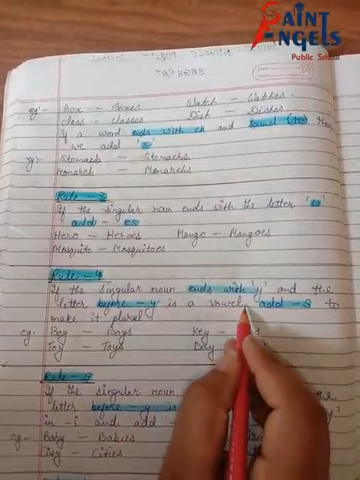 SAINT ANGELS
Public School
eg:- Box - Boxes Watch - Watches
Class - Classes Dish - Dishes
If a word ends with ch and sound (k) then
we add 's'
eg:- Stomach - Stomachs
Monarch - Monarchs
Rule - 3
If the singular noun ends with the letter 'o'
add - es
Hero - Heroes Mango - Mangoes
Mosquito - Mosquitoes
Rule - 4
If the singular noun ends with 'y' and the
letter before - y is a vowel, add - s to
make it plural
eg:- Boy - Boys Key -
Toy - Toys Day
Rule - 5
If the singular noun
letter before - y is
in - i and add -
eg:- Baby - Babies
City - Cities